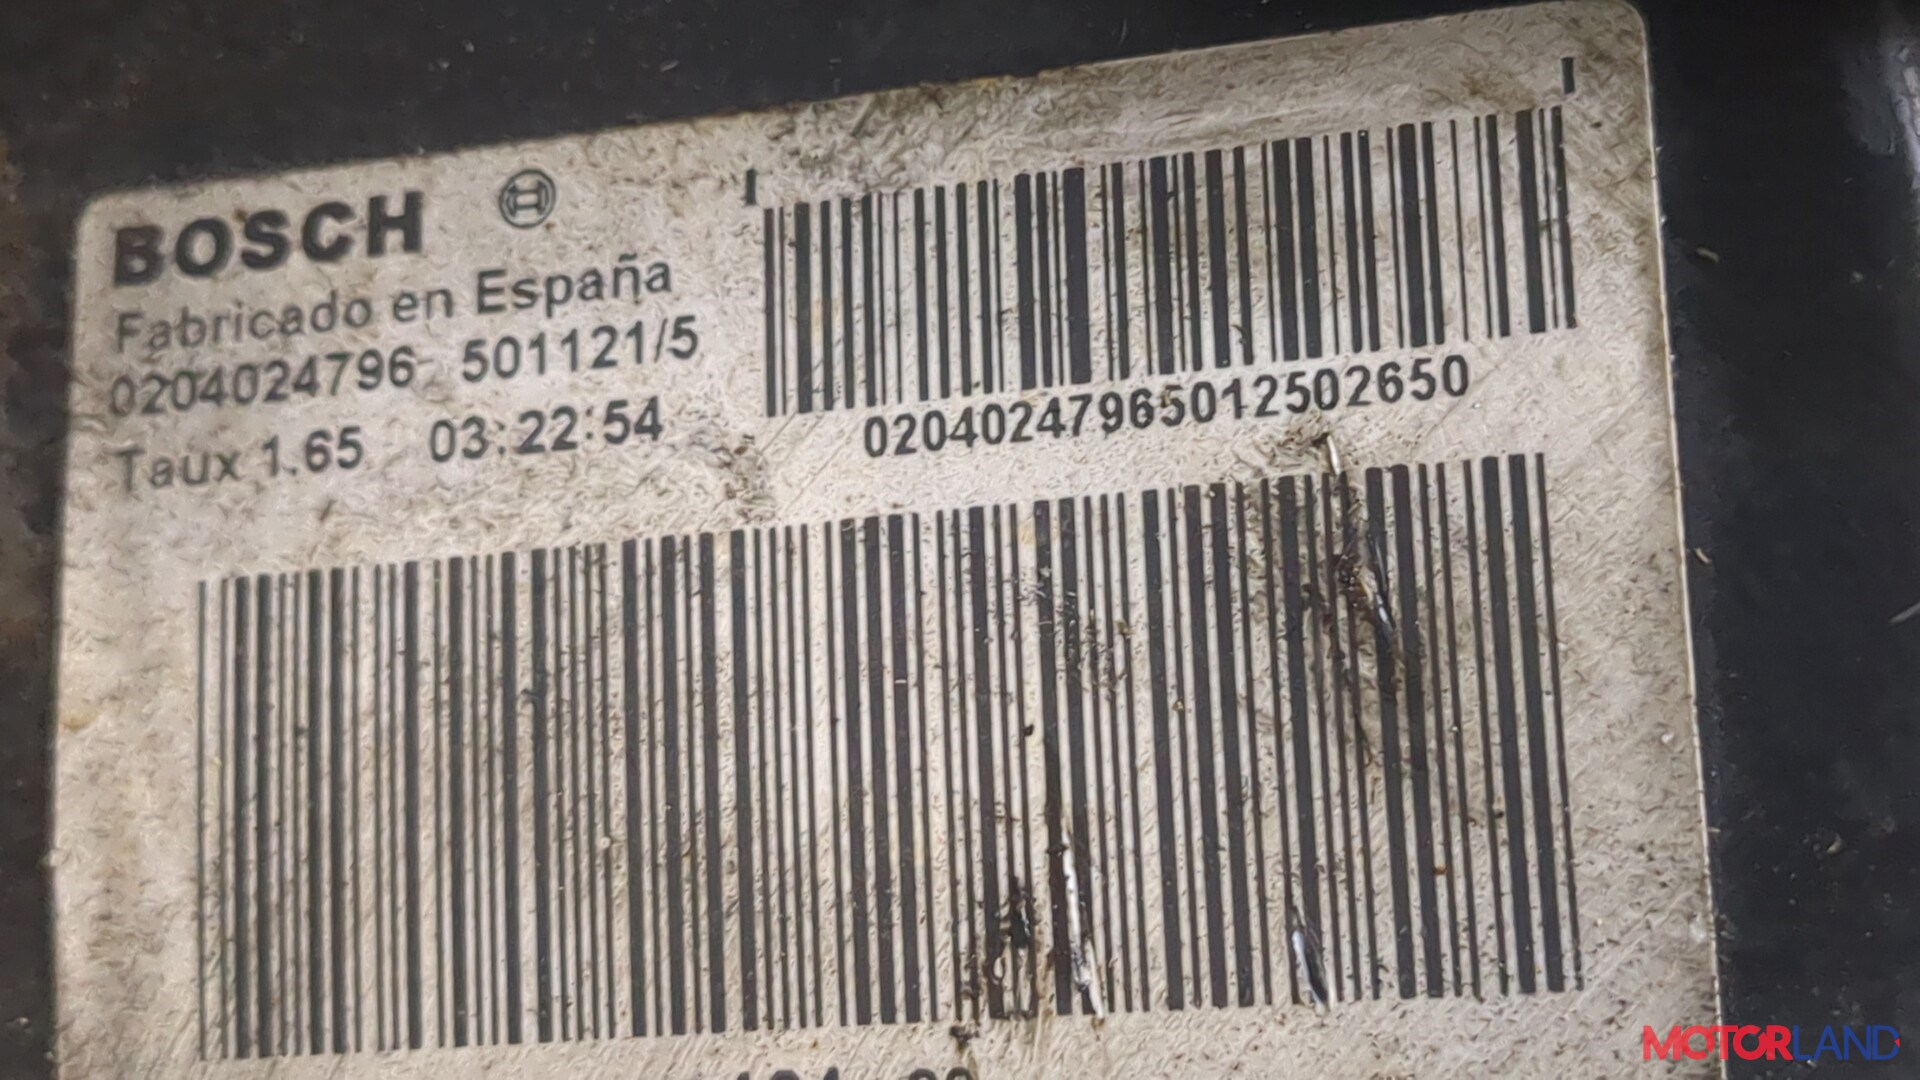 BOSCH
Fabricado en España
0204024796 501121/5
Taux 1.65 03:22:54
02040247965012502650
MOTORLAND